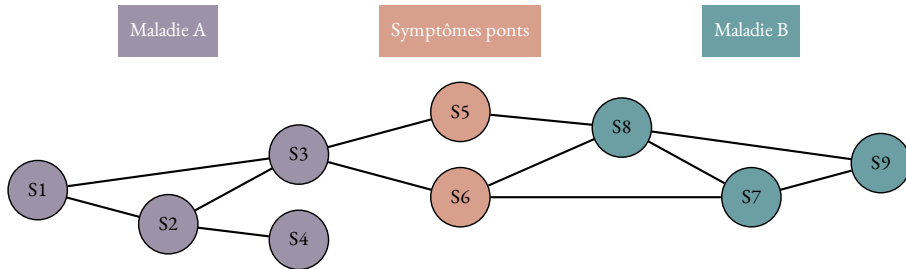 Maladie A
Symptômes ponts
Maladie B
S5
S8
S3
S9
S1
S6
S7
S2
S4